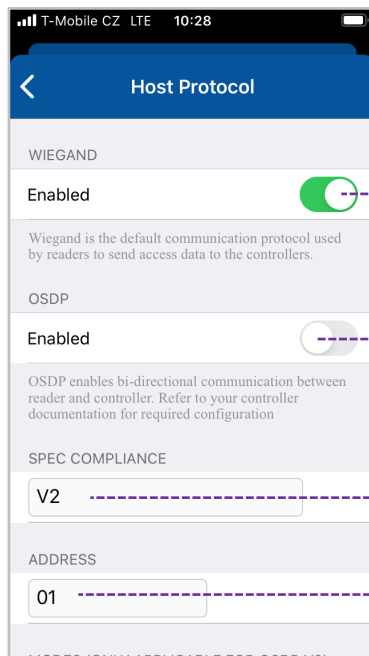 T-Mobile CZ LTE 10:28
Host Protocol
WIEGAND
Enabled
Wiegand is the default communication protocol used
by readers to send access data to the controllers.
OSDP
Enabled
OSDP enables bi-directional communication between
reader and controller. Refer to your controller
documentation for required configuration
SPEC COMPLIANCE
V2
ADDRESS
01